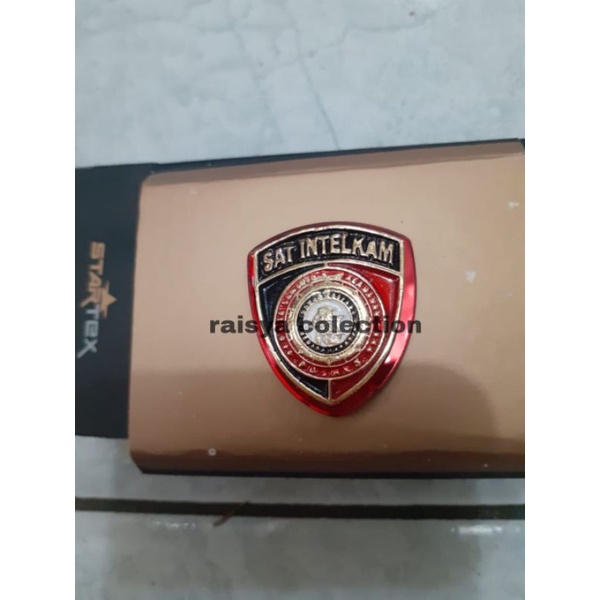 SAT INTELKAM
raisya colection
STARTEX